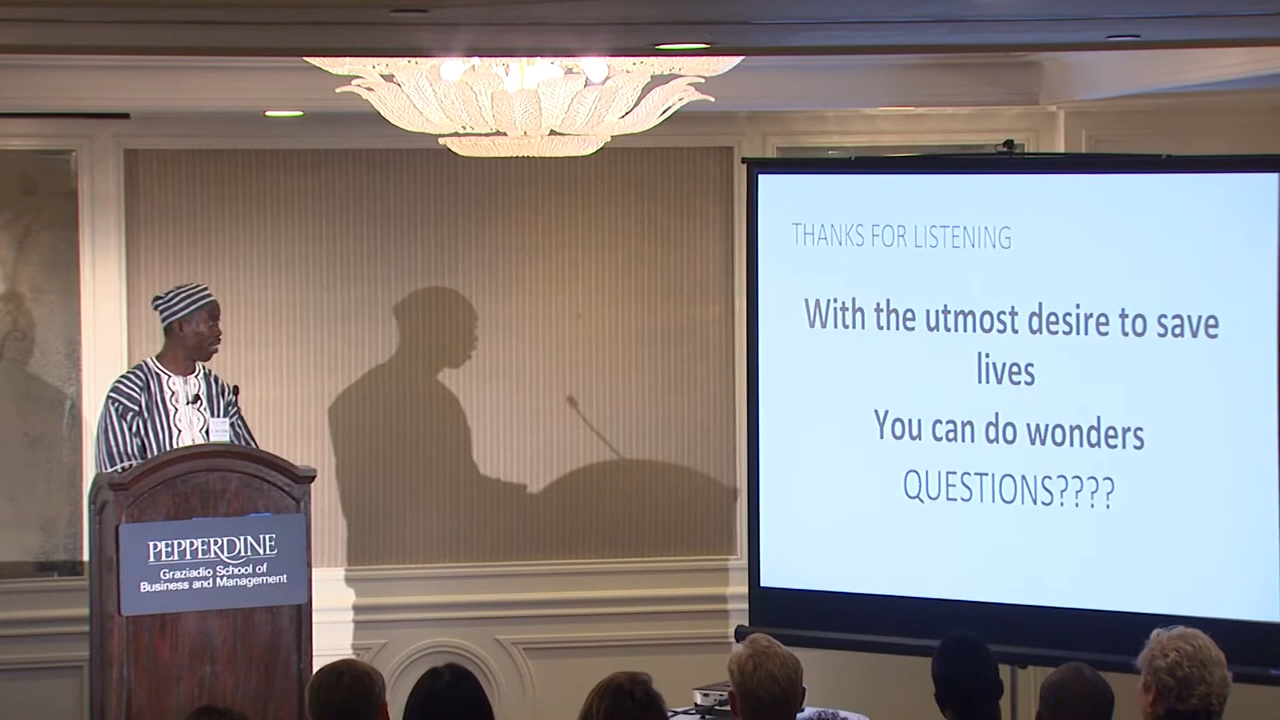 THANKS FOR LISTENING
With the utmost desire to save
lives
You can do wonders
QUESTIONS????
PEPPERDINE
Graziadio School of
Business and Management